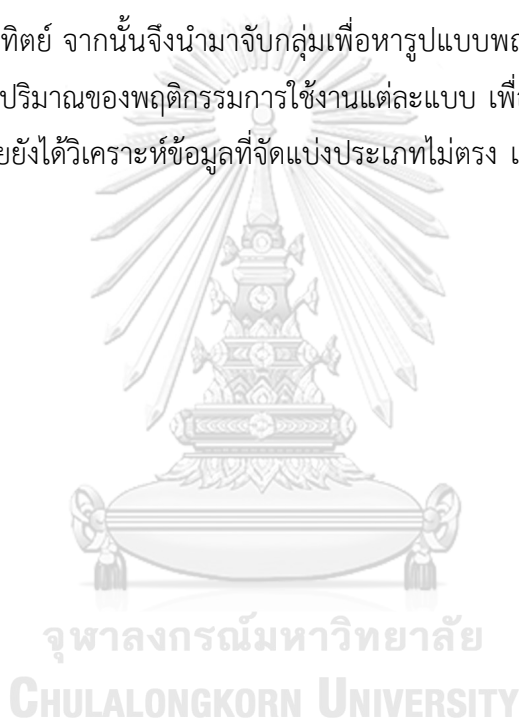 ทิตย์ จากนั้นจึงนำมาจับกลุ่มเพื่อหารูปแบบพฤ
ปริมาณของพฤติกรรมการใช้งานแต่ละแบบ เพื่อ
ยยังได้วิเคราะห์ข้อมูลที่จัดแบ่งประเภทไม่ตรง เ
จุฬาลงกรณ์มหาวิทยาลัย
CHULALONGKORN UNIVERSITY